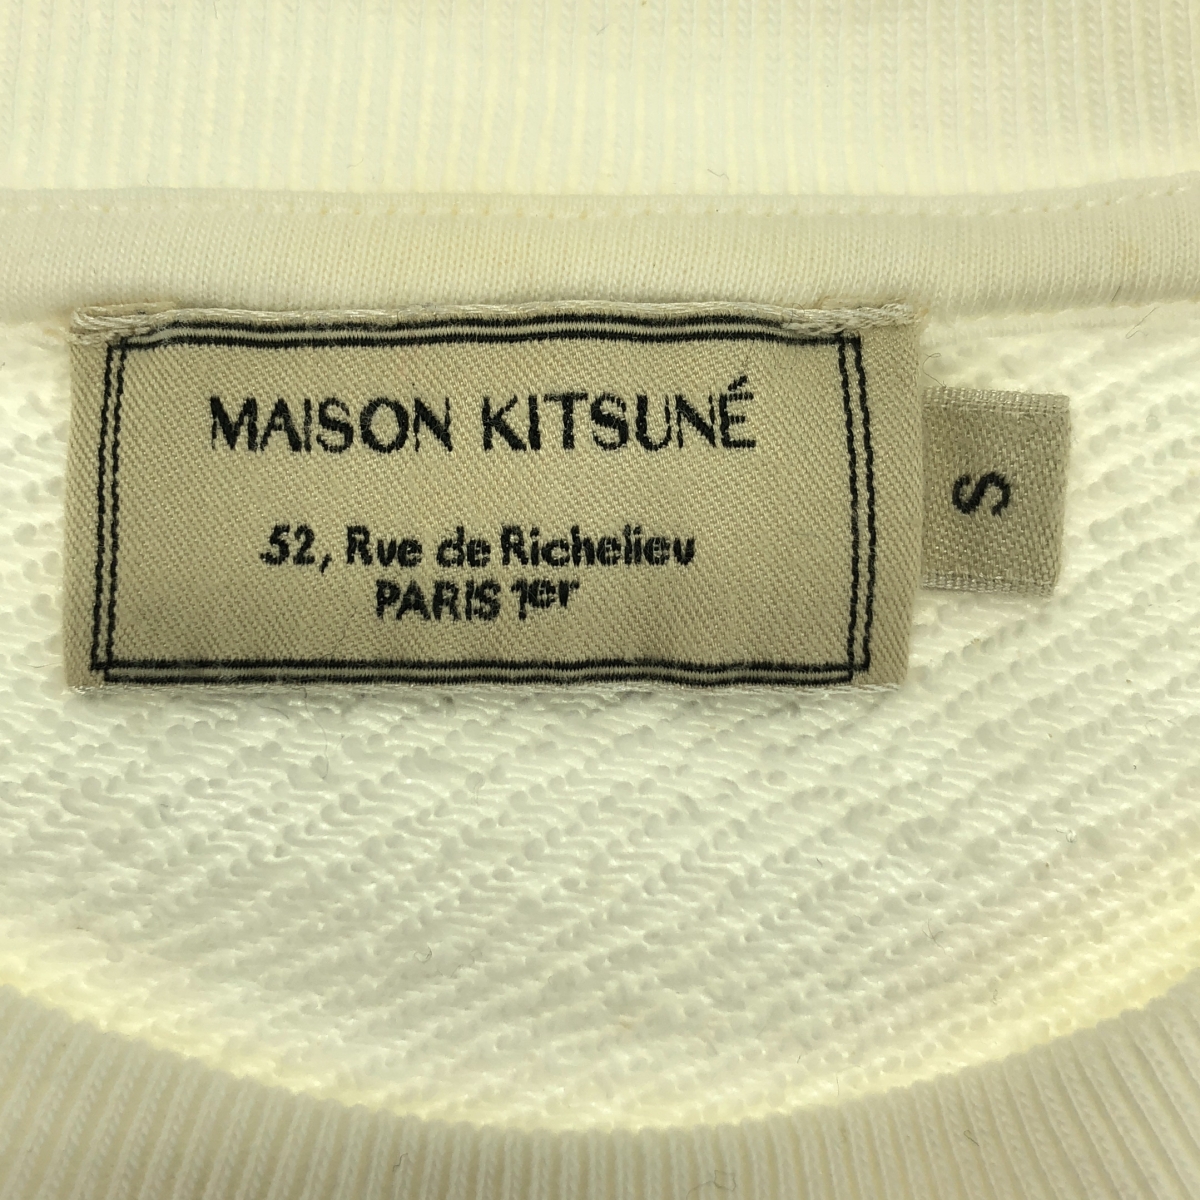 MAISON KITSUNÉ
52, Rue de Richelieu
PARIS 1er
S